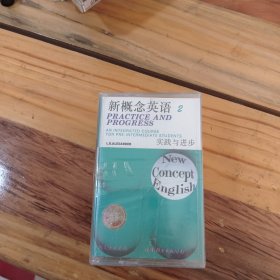 新概念英语 2
PRACTICE AND
PROGRESS
AN INTEGRATED COURSE
FOR PRE-INTERMEDIATE STUDENTS
L.G.ALEXANDER
实践与进步
New
Concept
English